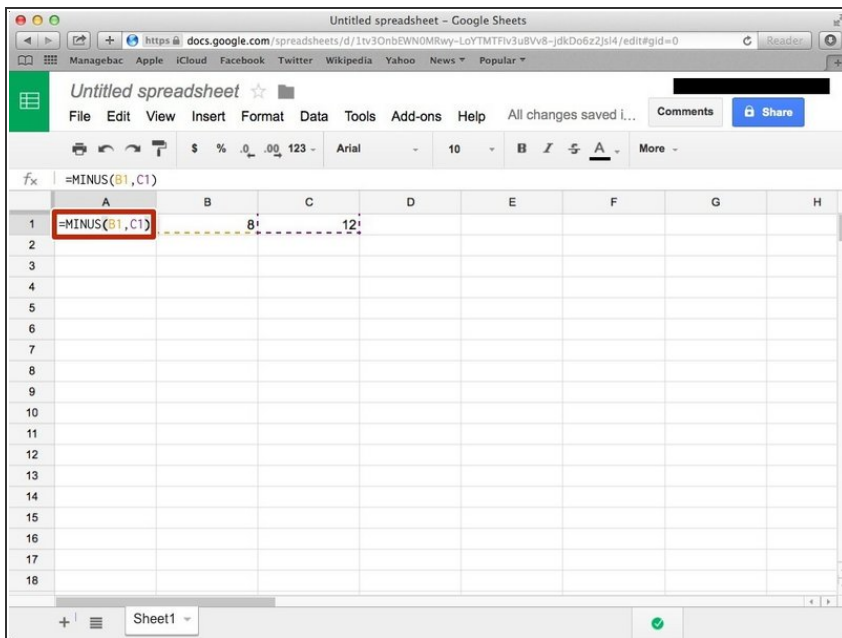 Untitled spreadsheet – Google Sheets
https docs.google.com/spreadsheets/d/1tv3OnbEWN0MRwy-LoYTMTFlv3uBVv8-jdkDo6z2Jsl4/edit#gid=0 Reader
Managebac Apple iCloud Facebook Twitter Wikipedia Yahoo News Popular
Untitled spreadsheet
File Edit View Insert Format Data Tools Add-ons Help All changes saved i... Comments Share
$ % .0 .00 123 Arial 10 B I S A More
fx =MINUS(B1,C1)
A B C D E F G H
1 =MINUS(B1,C1) 8 12
2
3
4
5
6
7
8
9
10
11
12
13
14
15
16
17
18
+ Sheet1